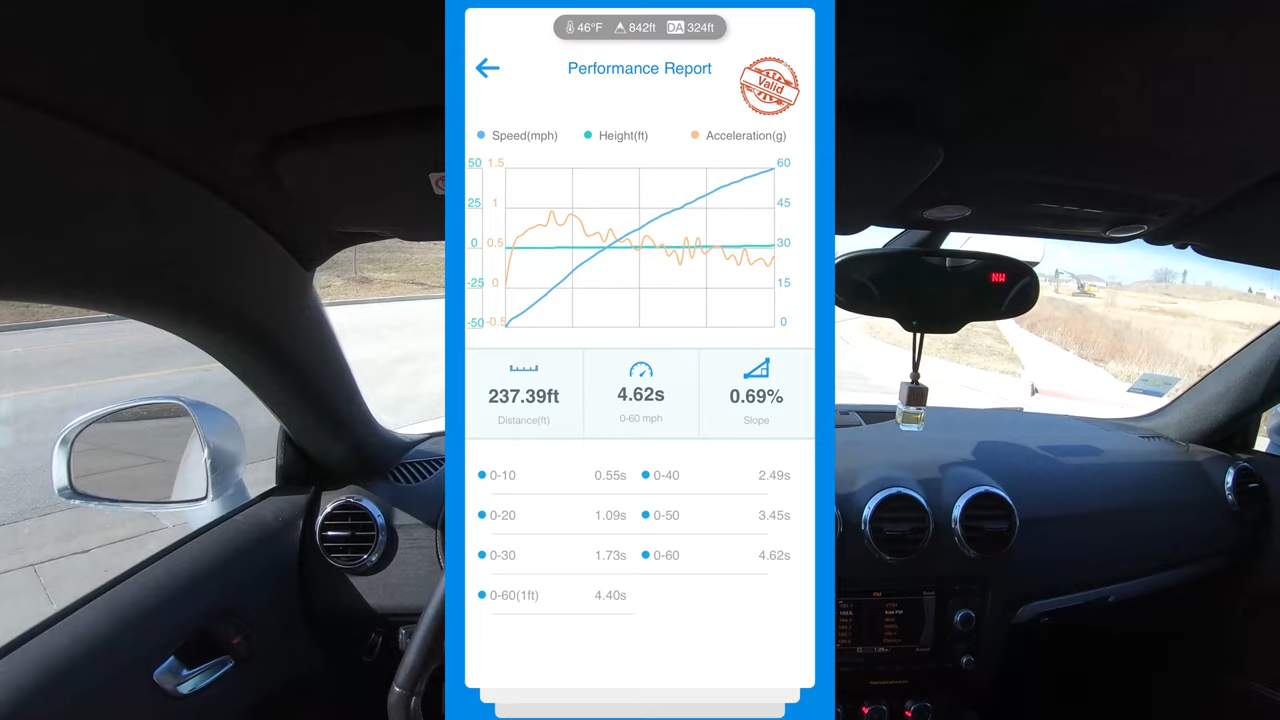 46°F 842ft DA 324ft
Performance Report
Valid
Speed(mph) Height(ft) Acceleration(g)
50 1.5 60
25 1 45
0 0.5 30
-25 0 15
-50 -0.5 0
237.39ft 4.62s 0.69%
Distance(ft) 0-60 mph Slope
0-10 0.55s 0-40 2.49s
0-20 1.09s 0-50 3.45s
0-30 1.73s 0-60 4.62s
0-60(1ft) 4.40s
NW
FM